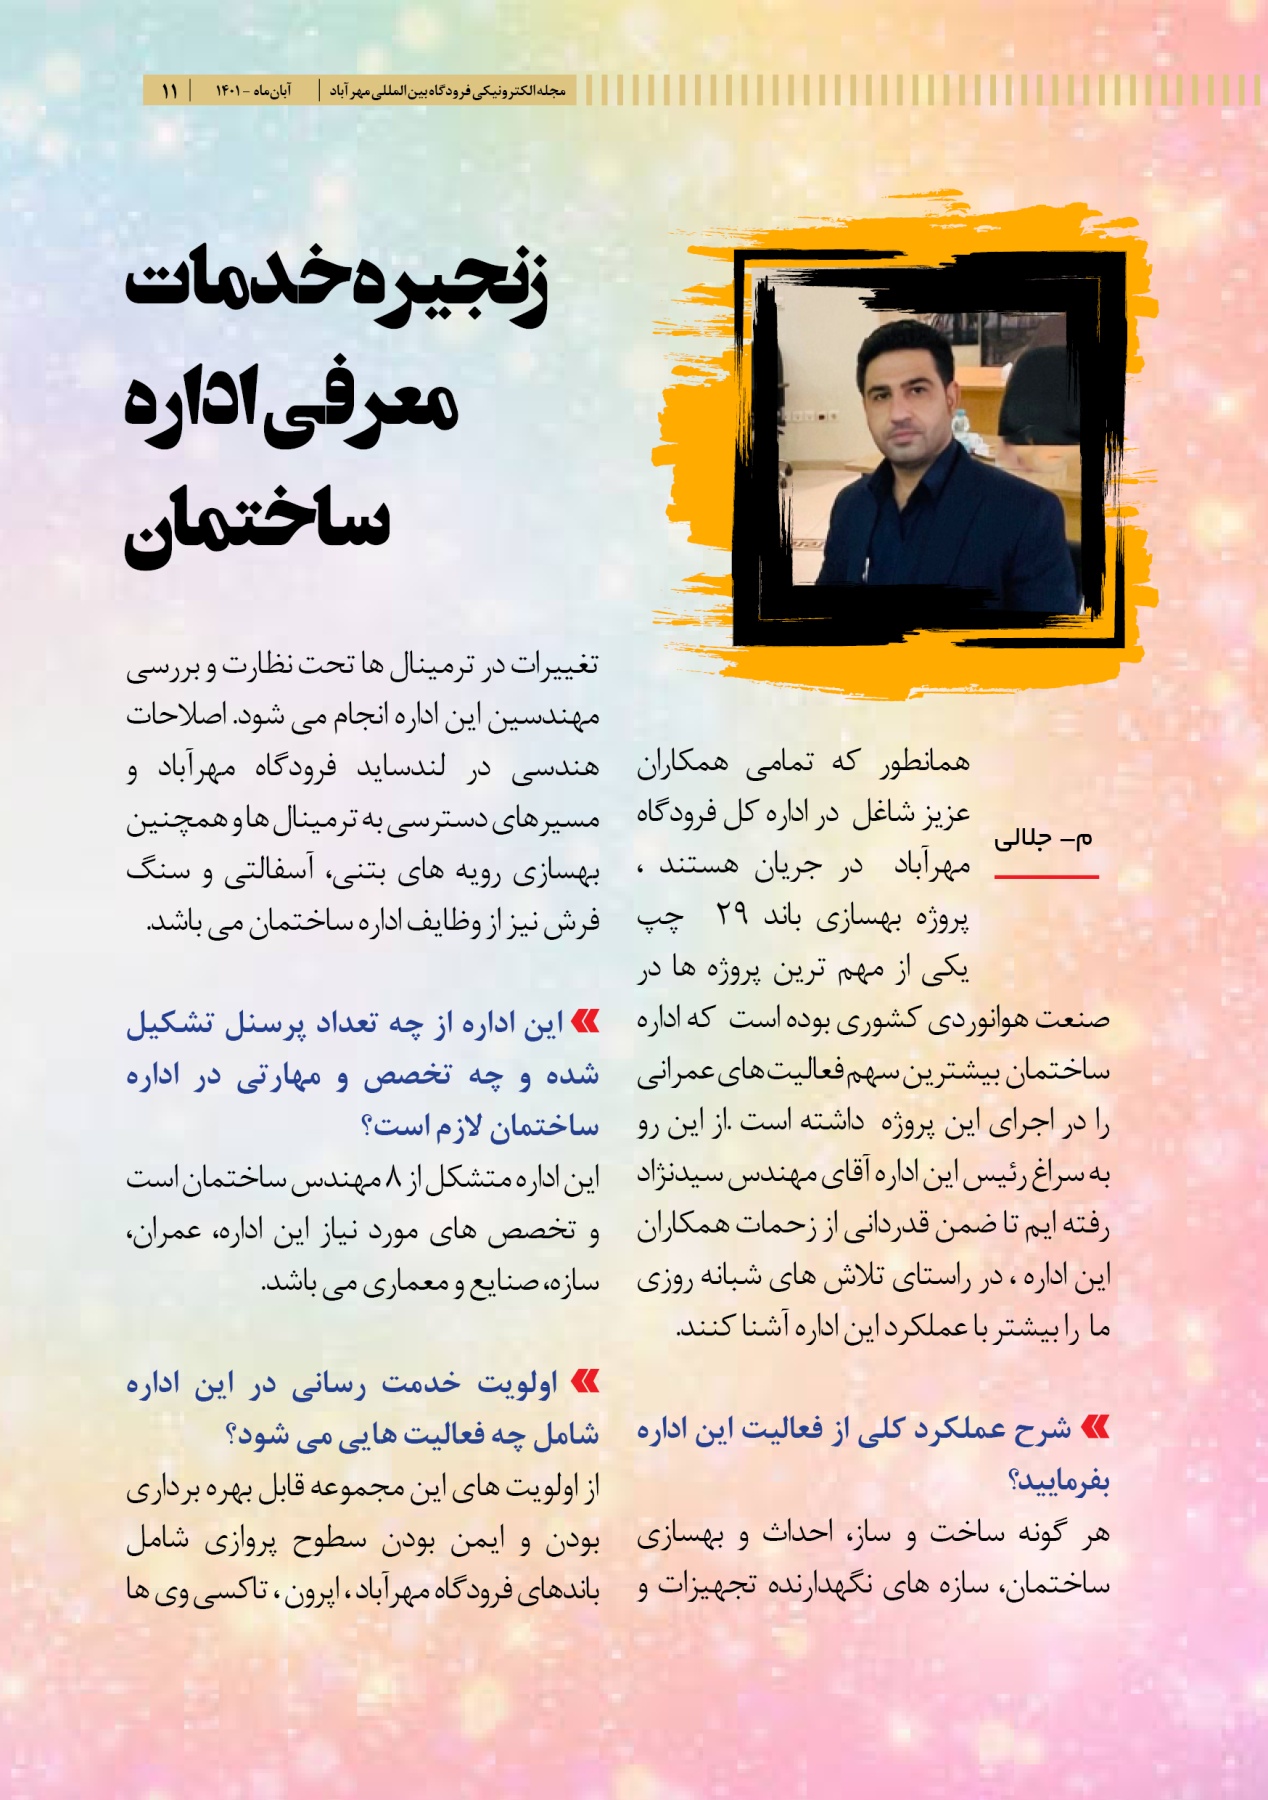 مجله الکترونیکی فرودگاه بین المللی مهرآباد | آبان ماه - ۱۴۰۱ | ۱۱
زنجیره خدمات
معرفی اداره
ساختمان
م- جلالی
همانطور که تمامی همکاران
عزیز شاغل در اداره کل فرودگاه
مهرآباد در جریان هستند ،
پروژه بهسازی باند ۲۹ چپ
یکی از مهم ترین پروژه ها در
صنعت هوانوردی کشوری بوده است که اداره
ساختمان بیشترین سهم فعالیت‌های عمرانی
را در اجرای این پروژه داشته است .از این رو
به سراغ رئیس این اداره آقای مهندس سیدنژاد
رفته ایم تا ضمن قدردانی از زحمات همکاران
این اداره ، در راستای تلاش های شبانه روزی
ما را بیشتر با عملکرد این اداره آشنا کنند.
» شرح عملکرد کلی از فعالیت این اداره
بفرمایید؟
هر گونه ساخت و ساز، احداث و بهسازی
ساختمان، سازه های نگهدارنده تجهیزات و
تغییرات در ترمینال ها تحت نظارت و بررسی
مهندسین این اداره انجام می شود. اصلاحات
هندسی در لندساید فرودگاه مهرآباد و
مسیرهای دسترسی به ترمینال ها و همچنین
بهسازی رویه های بتنی، آسفالتی و سنگ
فرش نیز از وظایف اداره ساختمان می باشد.
» این اداره از چه تعداد پرسنل تشکیل
شده و چه تخصص و مهارتی در اداره
ساختمان لازم است؟
این اداره متشکل از ۸ مهندس ساختمان است
و تخصص های مورد نیاز این اداره، عمران،
سازه، صنایع و معماری می باشد.
» اولویت خدمت رسانی در این اداره
شامل چه فعالیت هایی می شود؟
از اولویت های این مجموعه قابل بهره برداری
بودن و ایمن بودن سطوح پروازی شامل
باندهای فرودگاه مهرآباد ، اپرون ، تاکسی وی ها